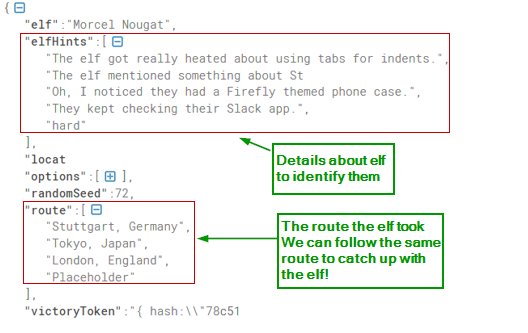 {
"elf":"Morcel Nougat",
"elfHints":[
"The elf got really heated about using tabs for indents.",
"The elf mentioned something about St
"Oh, I noticed they had a Firefly themed phone case.",
"They kept checking their Slack app.",
"hard"
],
Details about elf
to identify them
"locat
"options":[ ],
"randomSeed":72,
"route":[
"Stuttgart, Germany",
"Tokyo, Japan",
"London, England",
"Placeholder"
],
The route the elf took
We can follow the same
route to catch up with
the elf!
"victoryToken":"{ hash:\\"78c51